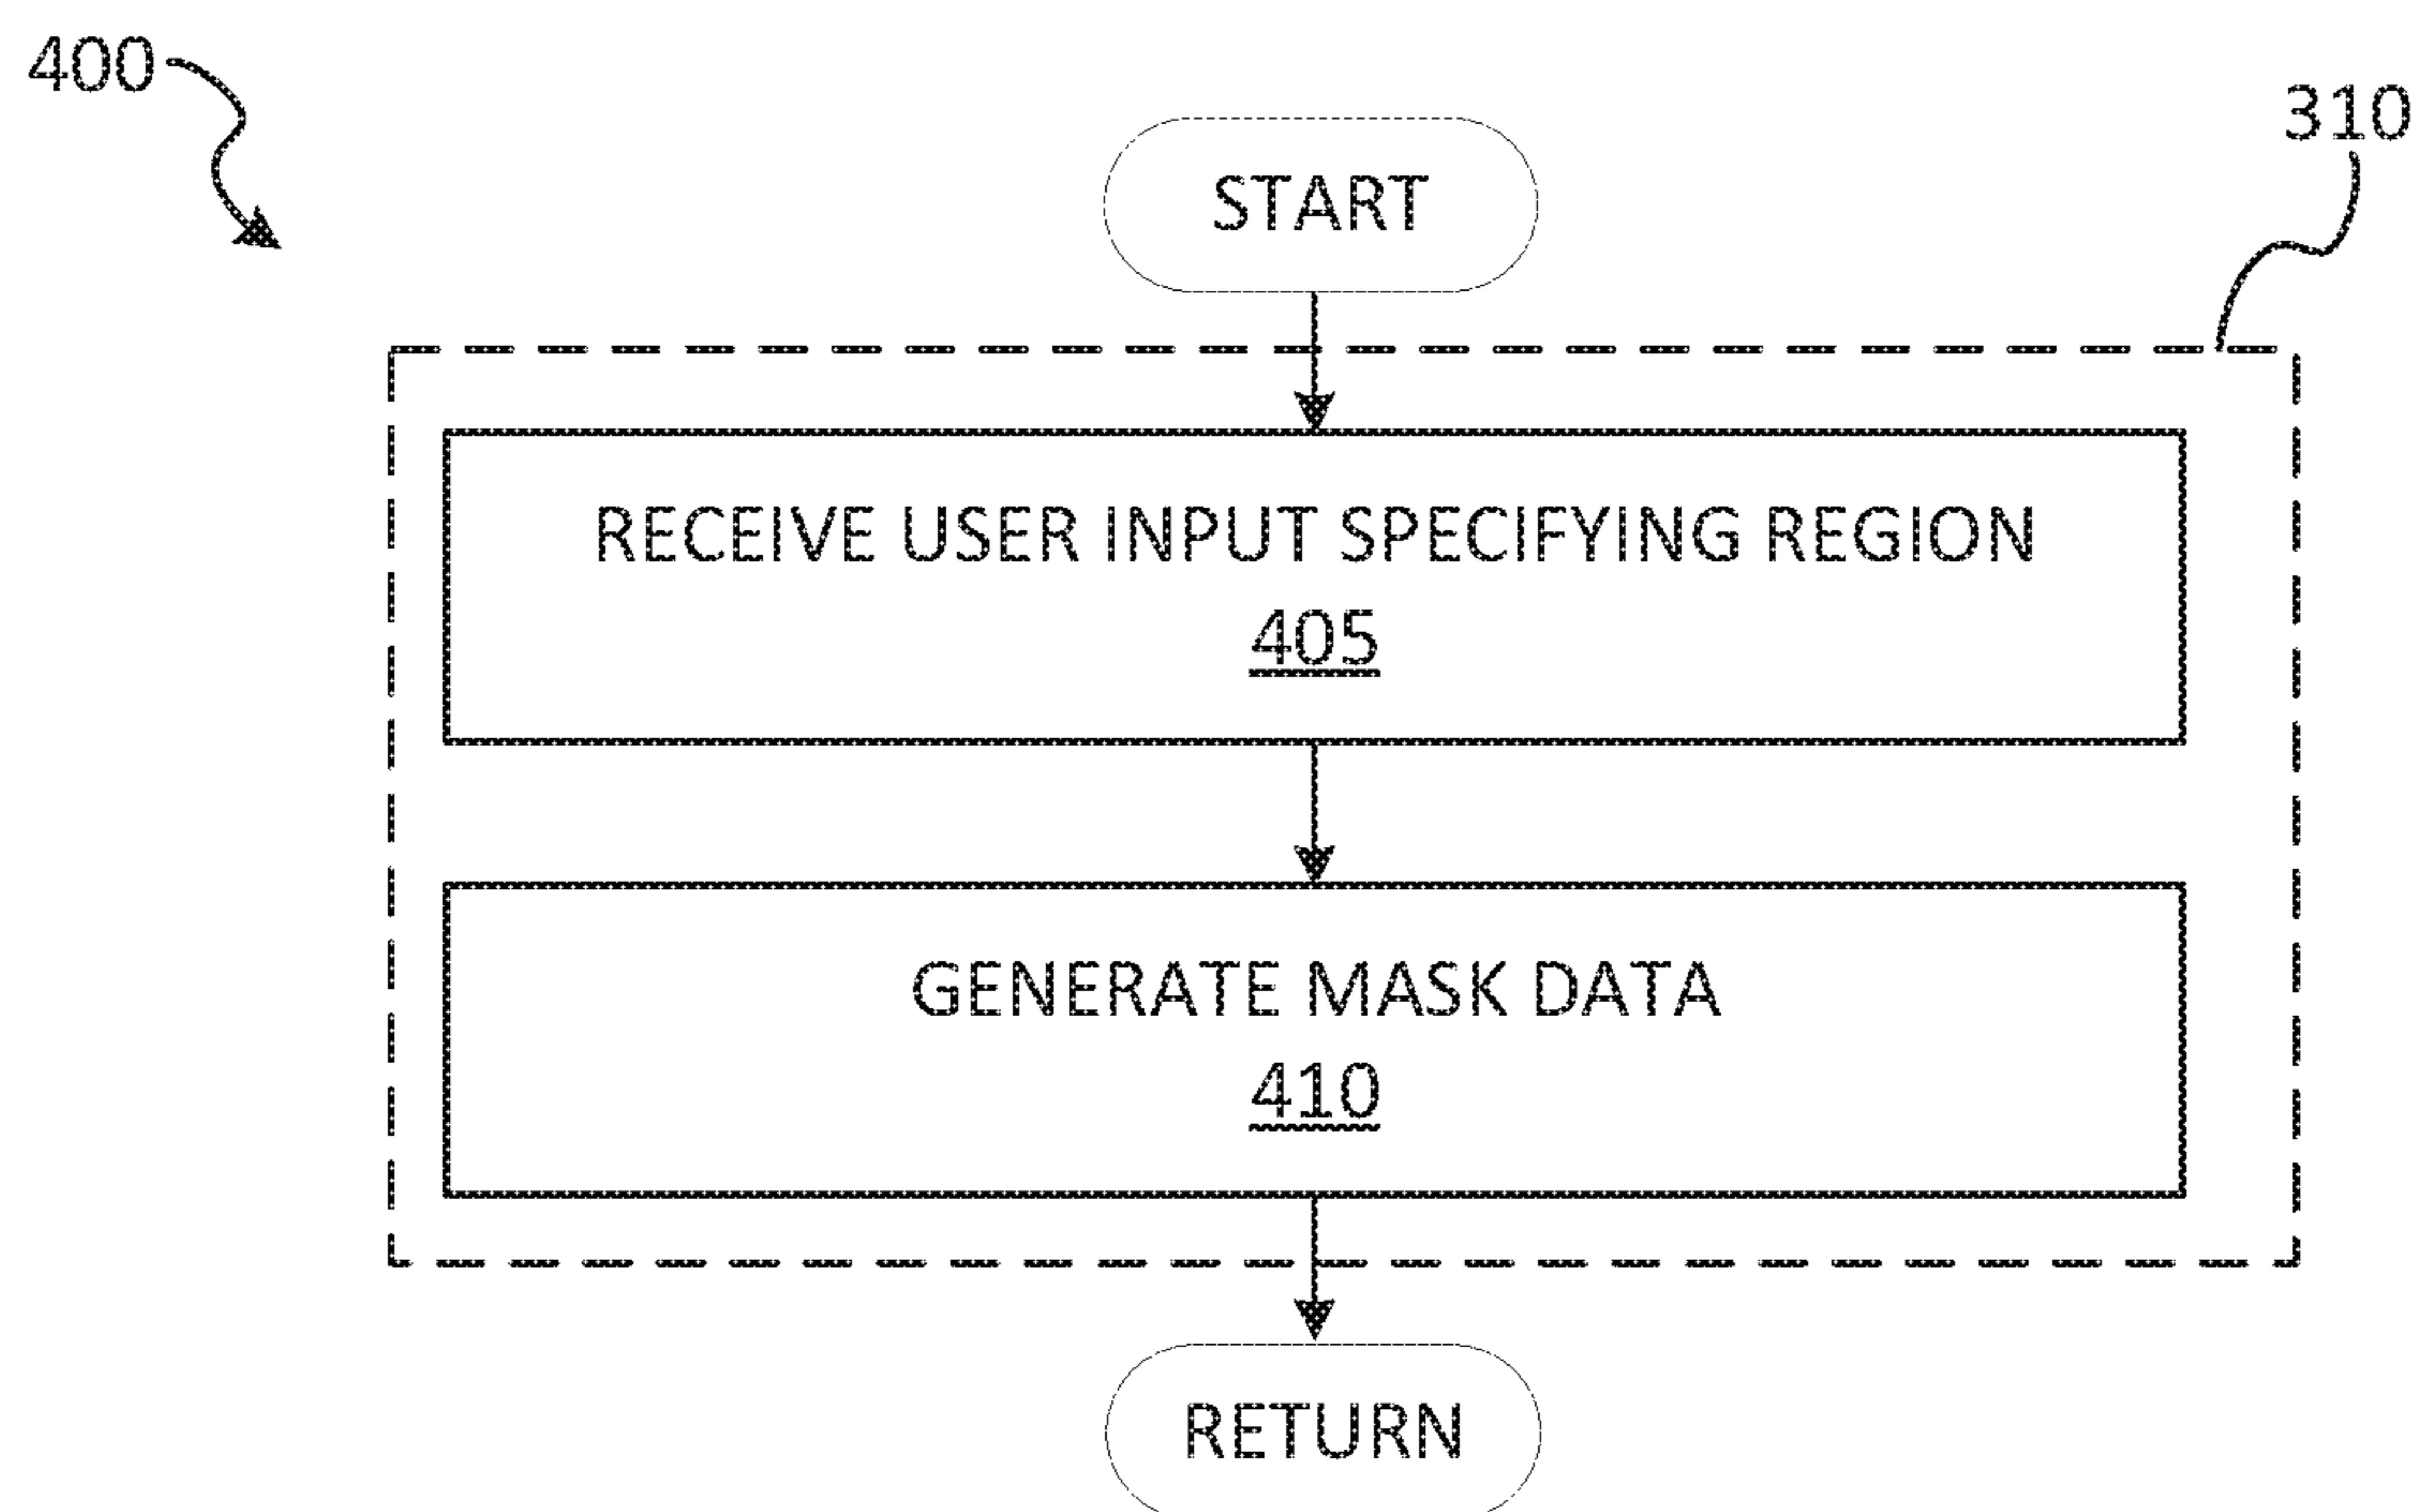 400
310
START
RECEIVE USER INPUT SPECIFYING REGION
405
GENERATE MASK DATA
410
RETURN